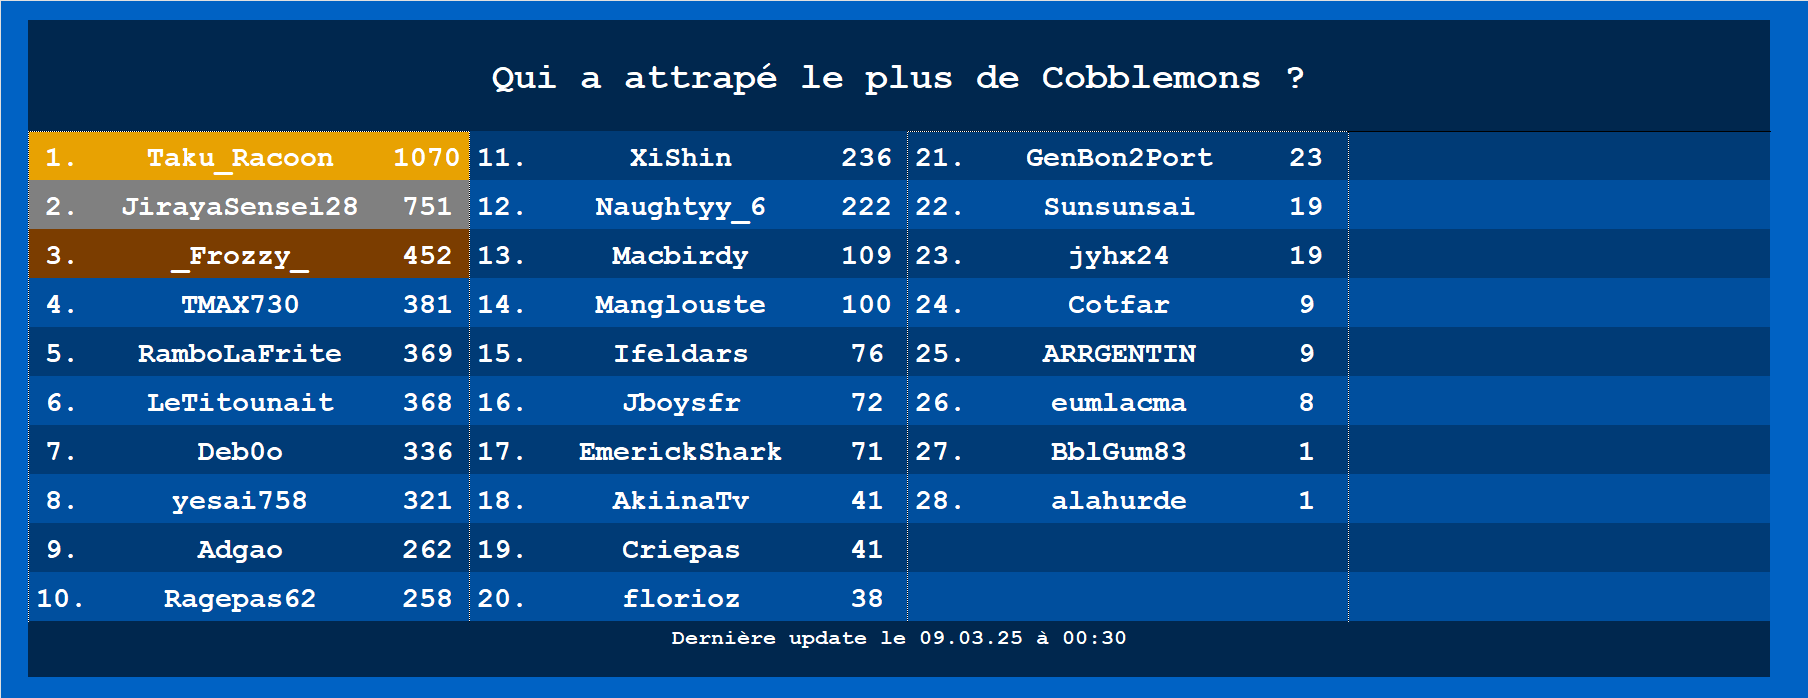 Qui a attrapé le plus de Cobblemons ?
1. Taku_Racoon 1070
2. JirayaSensei28 751
3. _Frozzy_ 452
4. TMAX730 381
5. RamboLaFrite 369
6. LeTitounait 368
7. Deb0o 336
8. yesai758 321
9. Adgao 262
10. Ragepas62 258
11. XiShin 236
12. Naughtyy_6 222
13. Macbirdy 109
14. Manglouste 100
15. Ifeldars 76
16. Jboysfr 72
17. EmerickShark 71
18. AkiinaTv 41
19. Criepas 41
20. florioz 38
21. GenBon2Port 23
22. Sunsunsai 19
23. jyhx24 19
24. Cotfar 9
25. ARRGENTIN 9
26. eumlacma 8
27. BblGum83 1
28. alahurde 1
Dernière update le 09.03.25 à 00:30